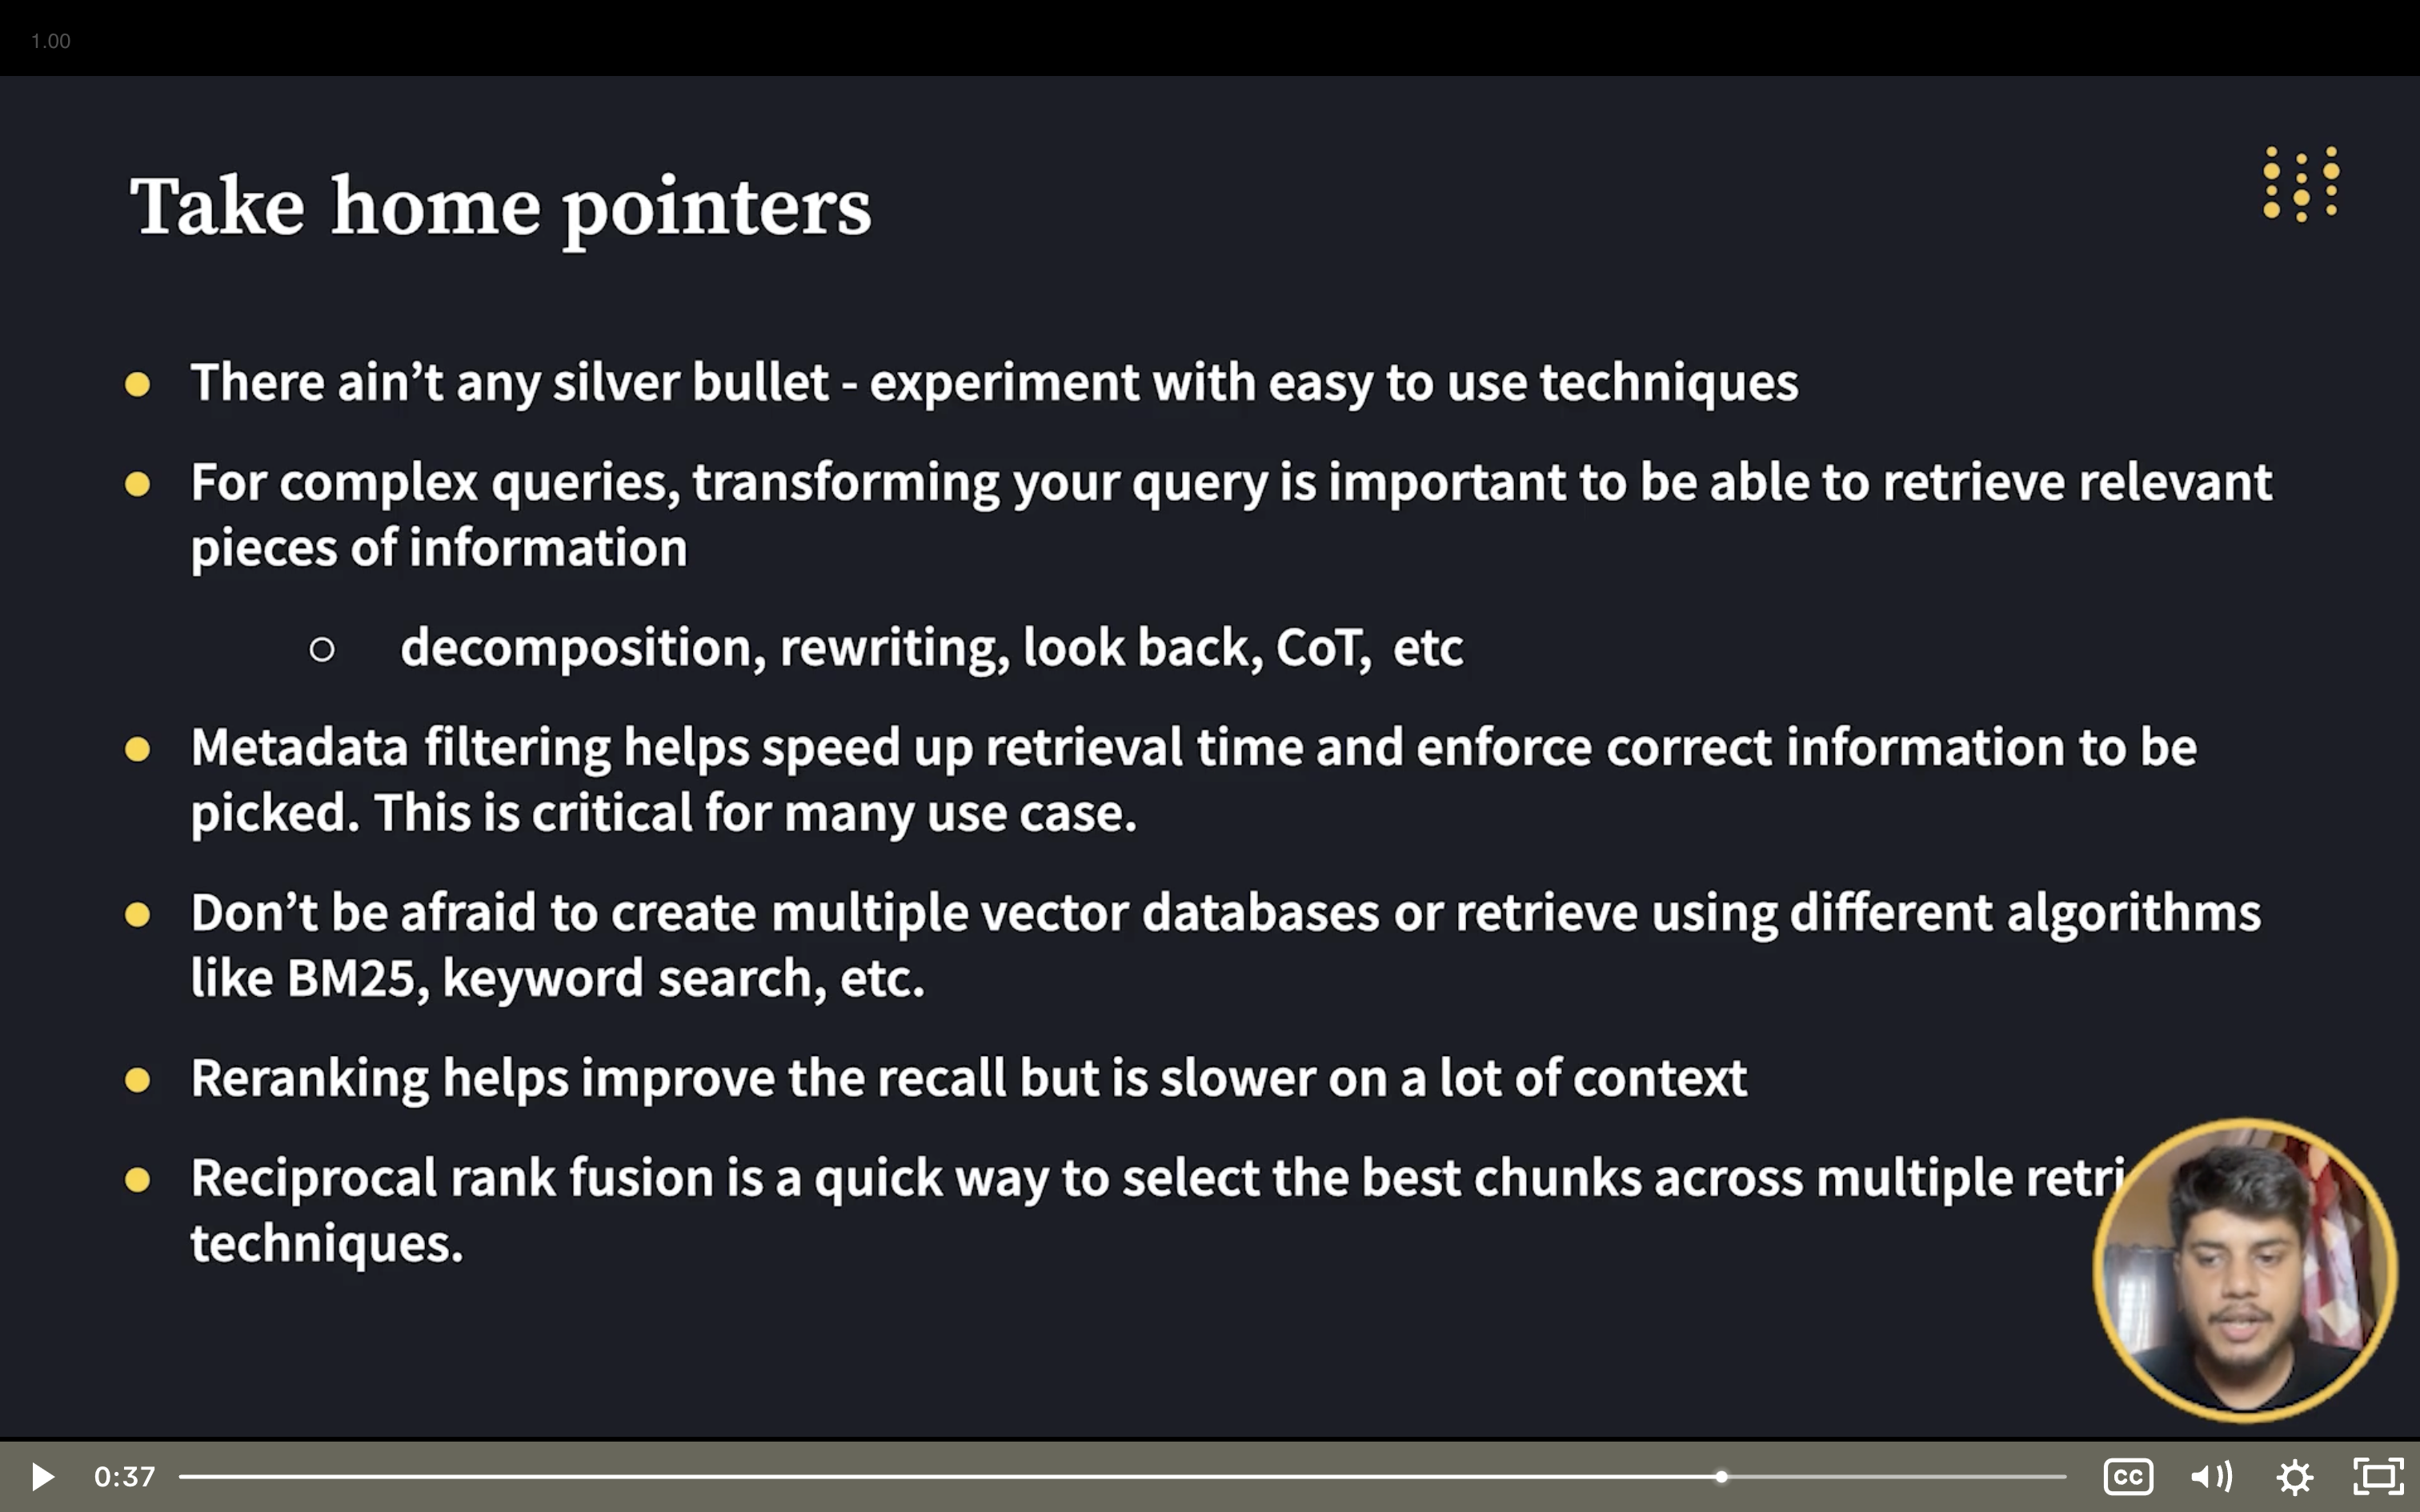 1.00
Take home pointers
There ain’t any silver bullet - experiment with easy to use techniques
For complex queries, transforming your query is important to be able to retrieve relevant
pieces of information
decomposition, rewriting, look back, CoT, etc
Metadata filtering helps speed up retrieval time and enforce correct information to be
picked. This is critical for many use case.
Don’t be afraid to create multiple vector databases or retrieve using different algorithms
like BM25, keyword search, etc.
Reranking helps improve the recall but is slower on a lot of context
Reciprocal rank fusion is a quick way to select the best chunks across multiple
techniques.
0:37
CC